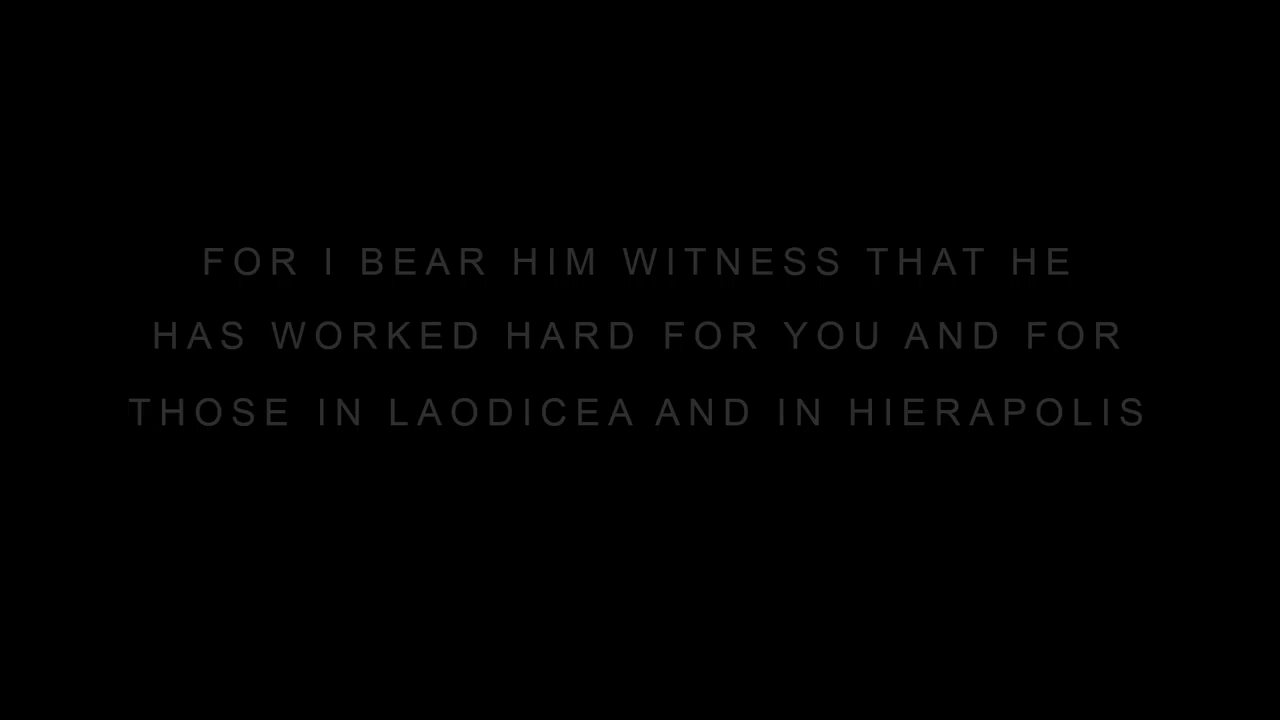 FOR I BEAR HIM WITNESS THAT HE
HAS WORKED HARD FOR YOU AND FOR
THOSE IN LAODICEA AND IN HIERAPOLIS